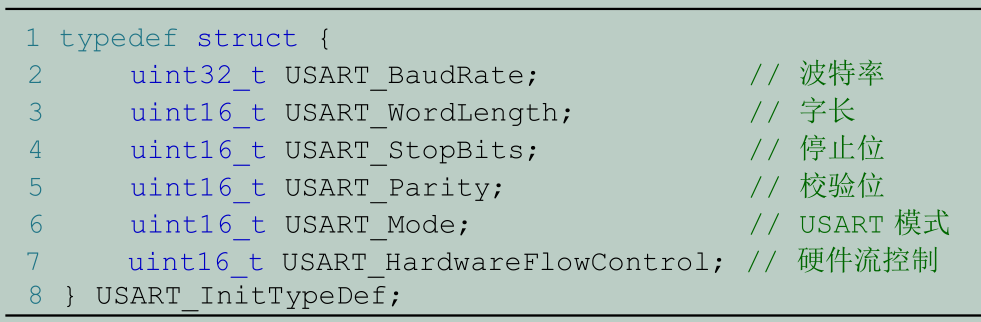 1 typedef struct {
2 uint32_t USART_BaudRate; // 波特率
3 uint16_t USART_WordLength; // 字长
4 uint16_t USART_StopBits; // 停止位
5 uint16_t USART_Parity; // 校验位
6 uint16_t USART_Mode; // USART 模式
7 uint16_t USART_HardwareFlowControl; // 硬件流控制
8 } USART_InitTypeDef;